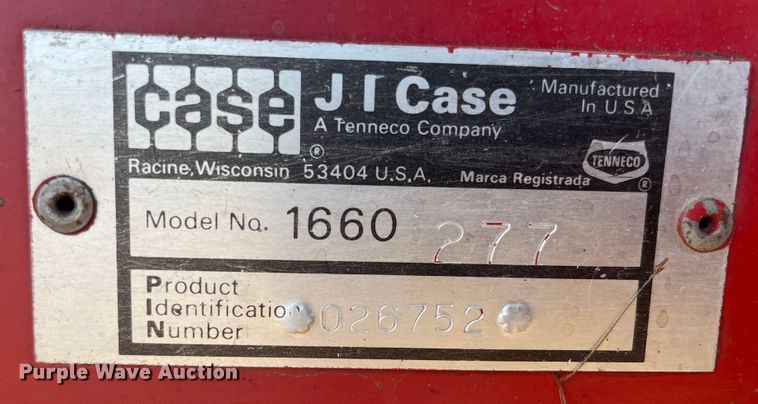 case
J I Case
A Tenneco Company
Manufactured
In U.S.A
®
Racine, Wisconsin 53404 U.S.A.
Marca Registrada
TENNECO
®
Model No. 1660 277
Product
Identification
Number
026752
Purple Wave Auction